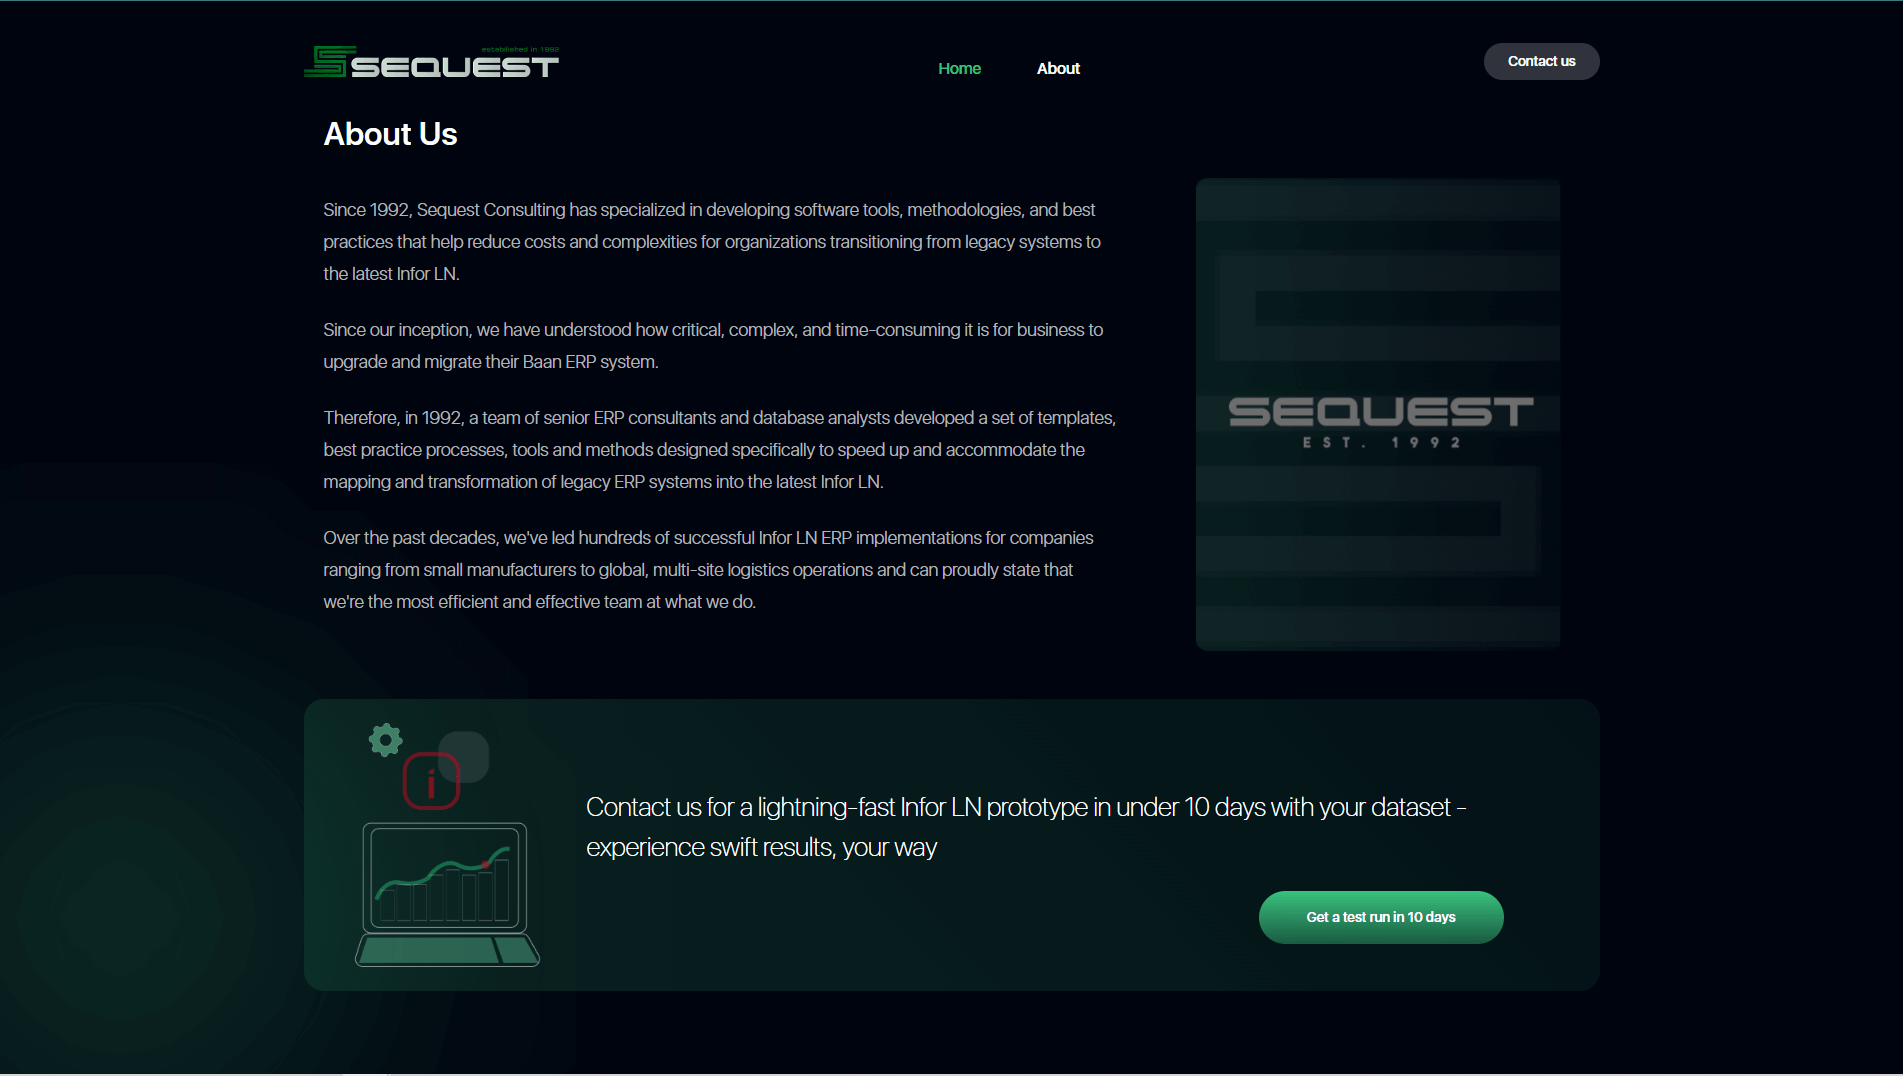 established in 1992
SEQUEST
Home
About
Contact us
About Us
Since 1992, Sequest Consulting has specialized in developing software tools, methodologies, and best
practices that help reduce costs and complexities for organizations transitioning from legacy systems to
the latest Infor LN.
Since our inception, we have understood how critical, complex, and time-consuming it is for business to
upgrade and migrate their Baan ERP system.
Therefore, in 1992, a team of senior ERP consultants and database analysts developed a set of templates,
best practice processes, tools and methods designed specifically to speed up and accommodate the
mapping and transformation of legacy ERP systems into the latest Infor LN.
Over the past decades, we've led hundreds of successful Infor LN ERP implementations for companies
ranging from small manufacturers to global, multi-site logistics operations and can proudly state that
we're the most efficient and effective team at what we do.
SEQUEST
EST. 1992
i
Contact us for a lightning-fast Infor LN prototype in under 10 days with your dataset -
experience swift results, your way
Get a test run in 10 days